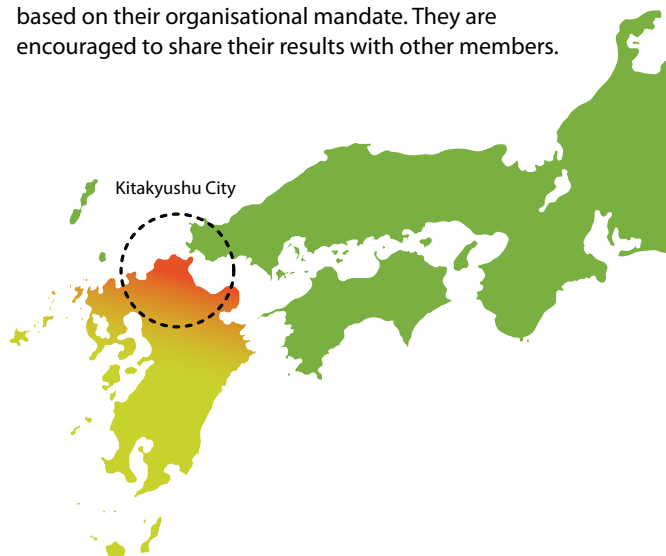 based on their organisational mandate. They are
encouraged to share their results with other members.
Kitakyushu City